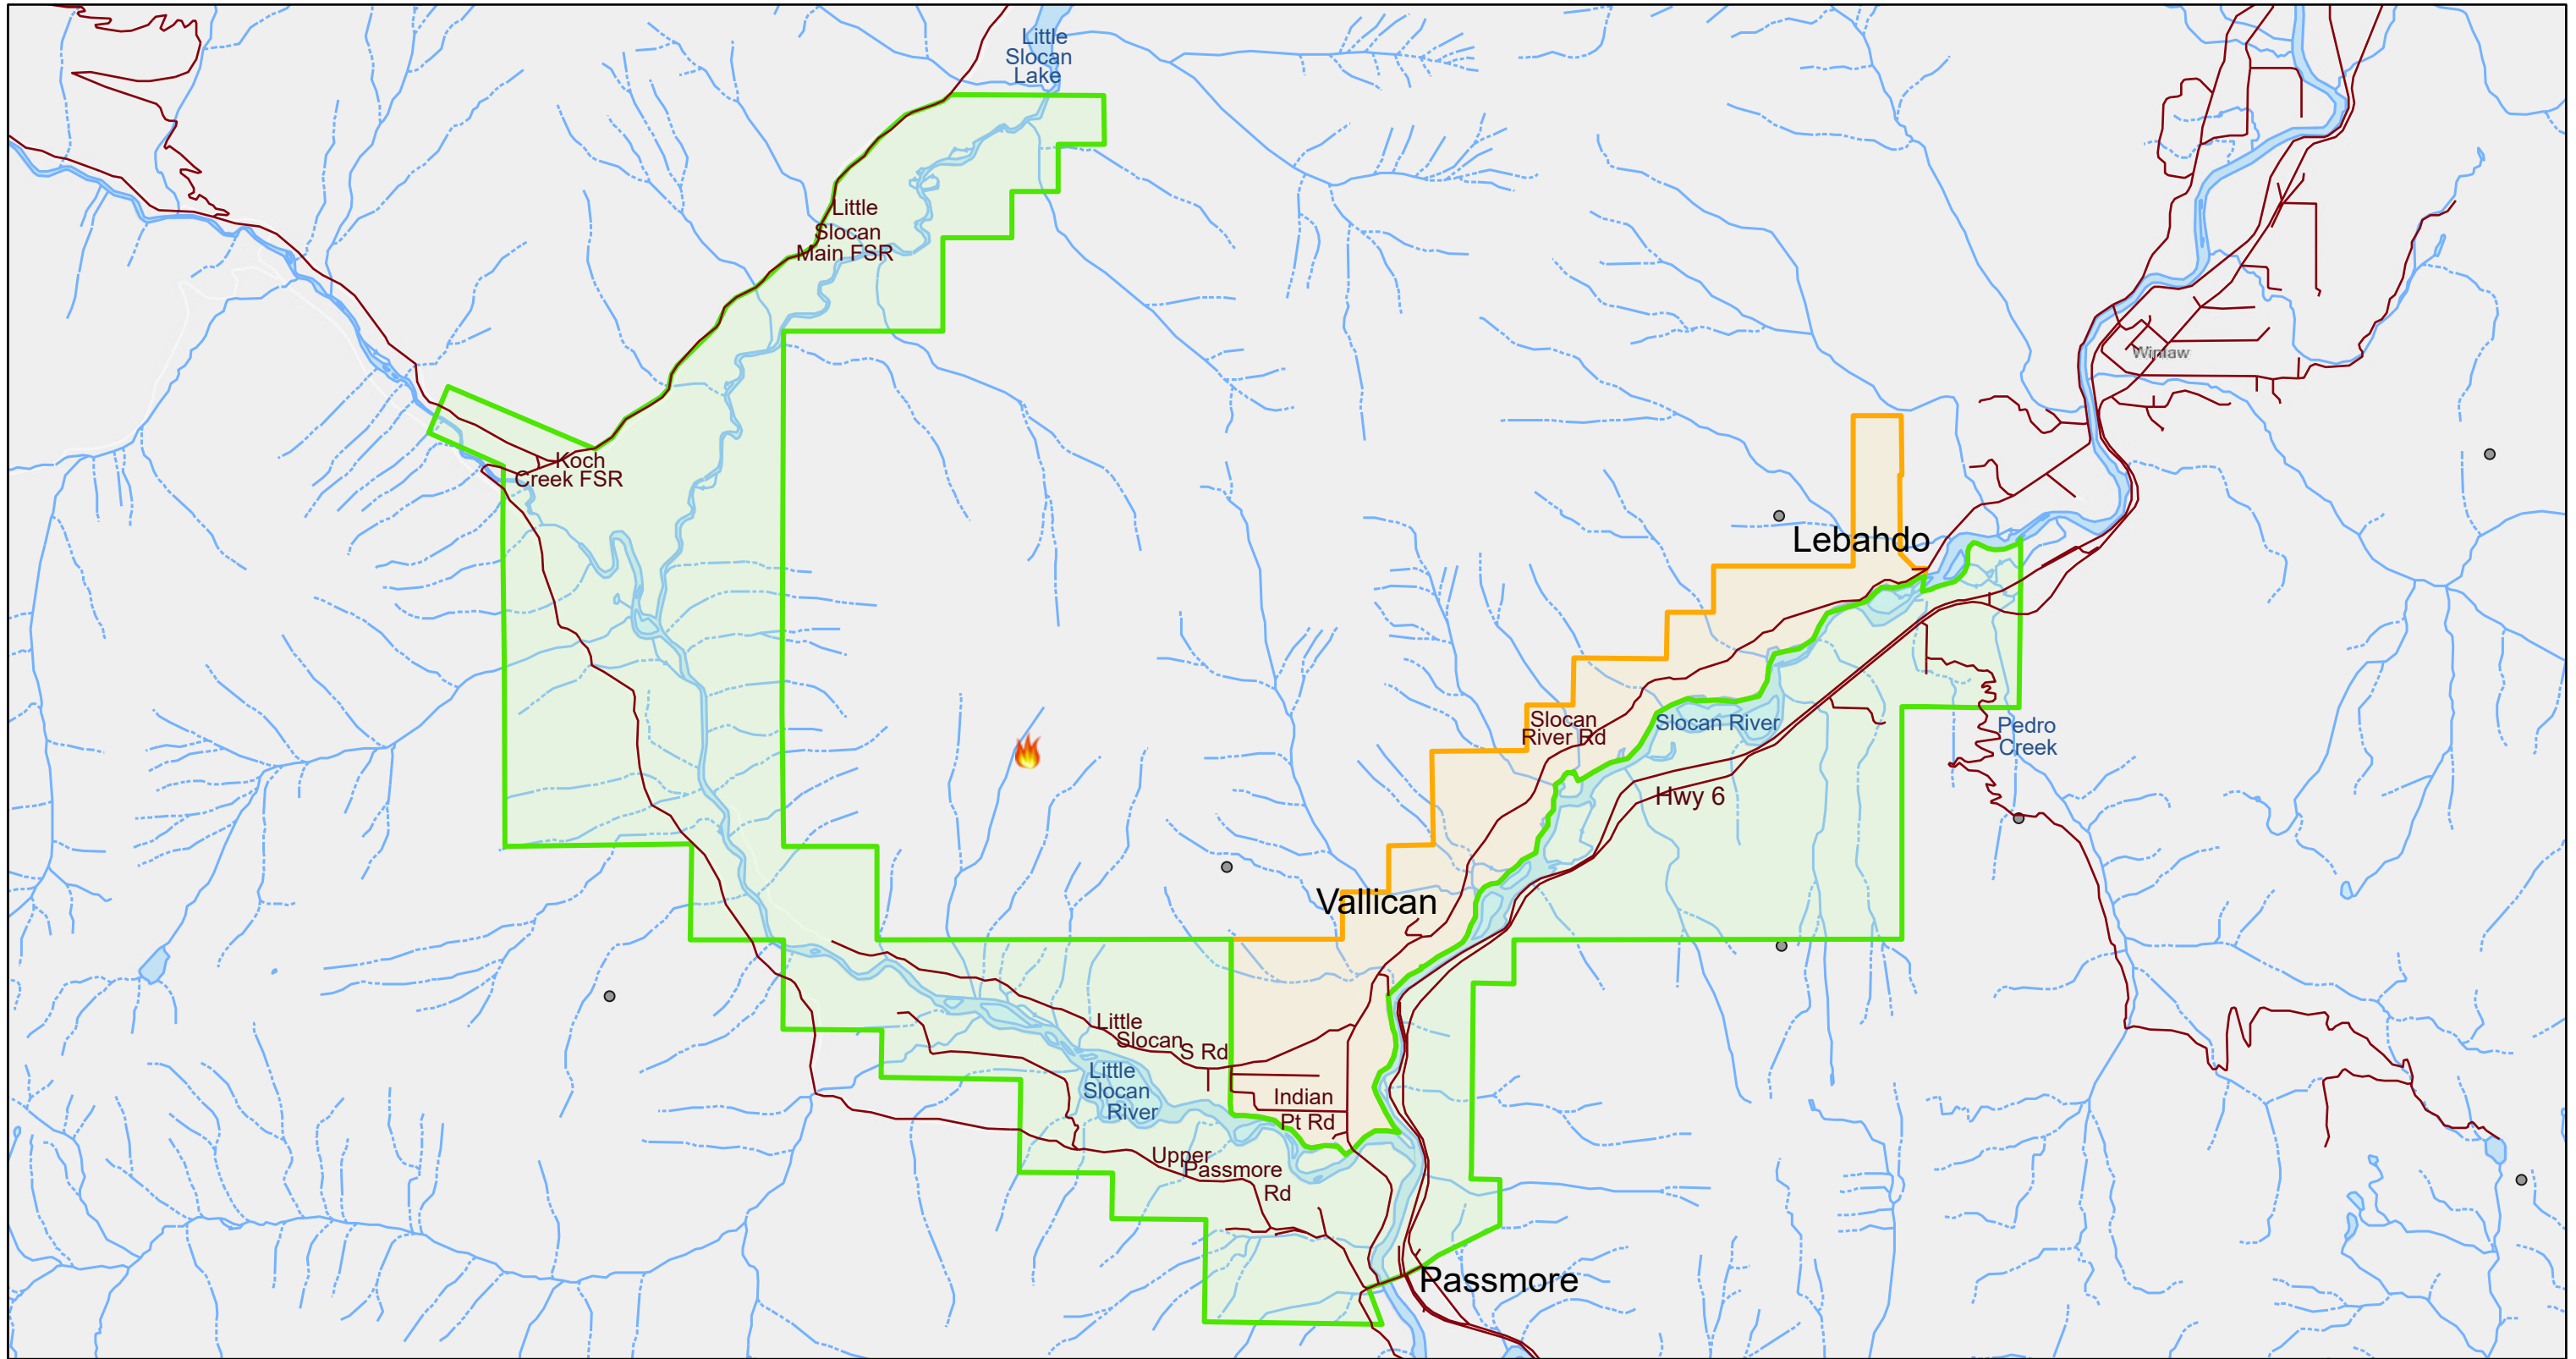 Little
Slocan
Lake
Little
Slocan
Main FSR
Winlaw
Koch
Creek FSR
Lebahdo
Slocan
River Rd
Slocan River
Pedro
Creek
Hwy 6
Vallican
Little
Slocan
S Rd
Little
Slocan
River
Indian
Pt Rd
Upper
Passmore
Rd
Passmore